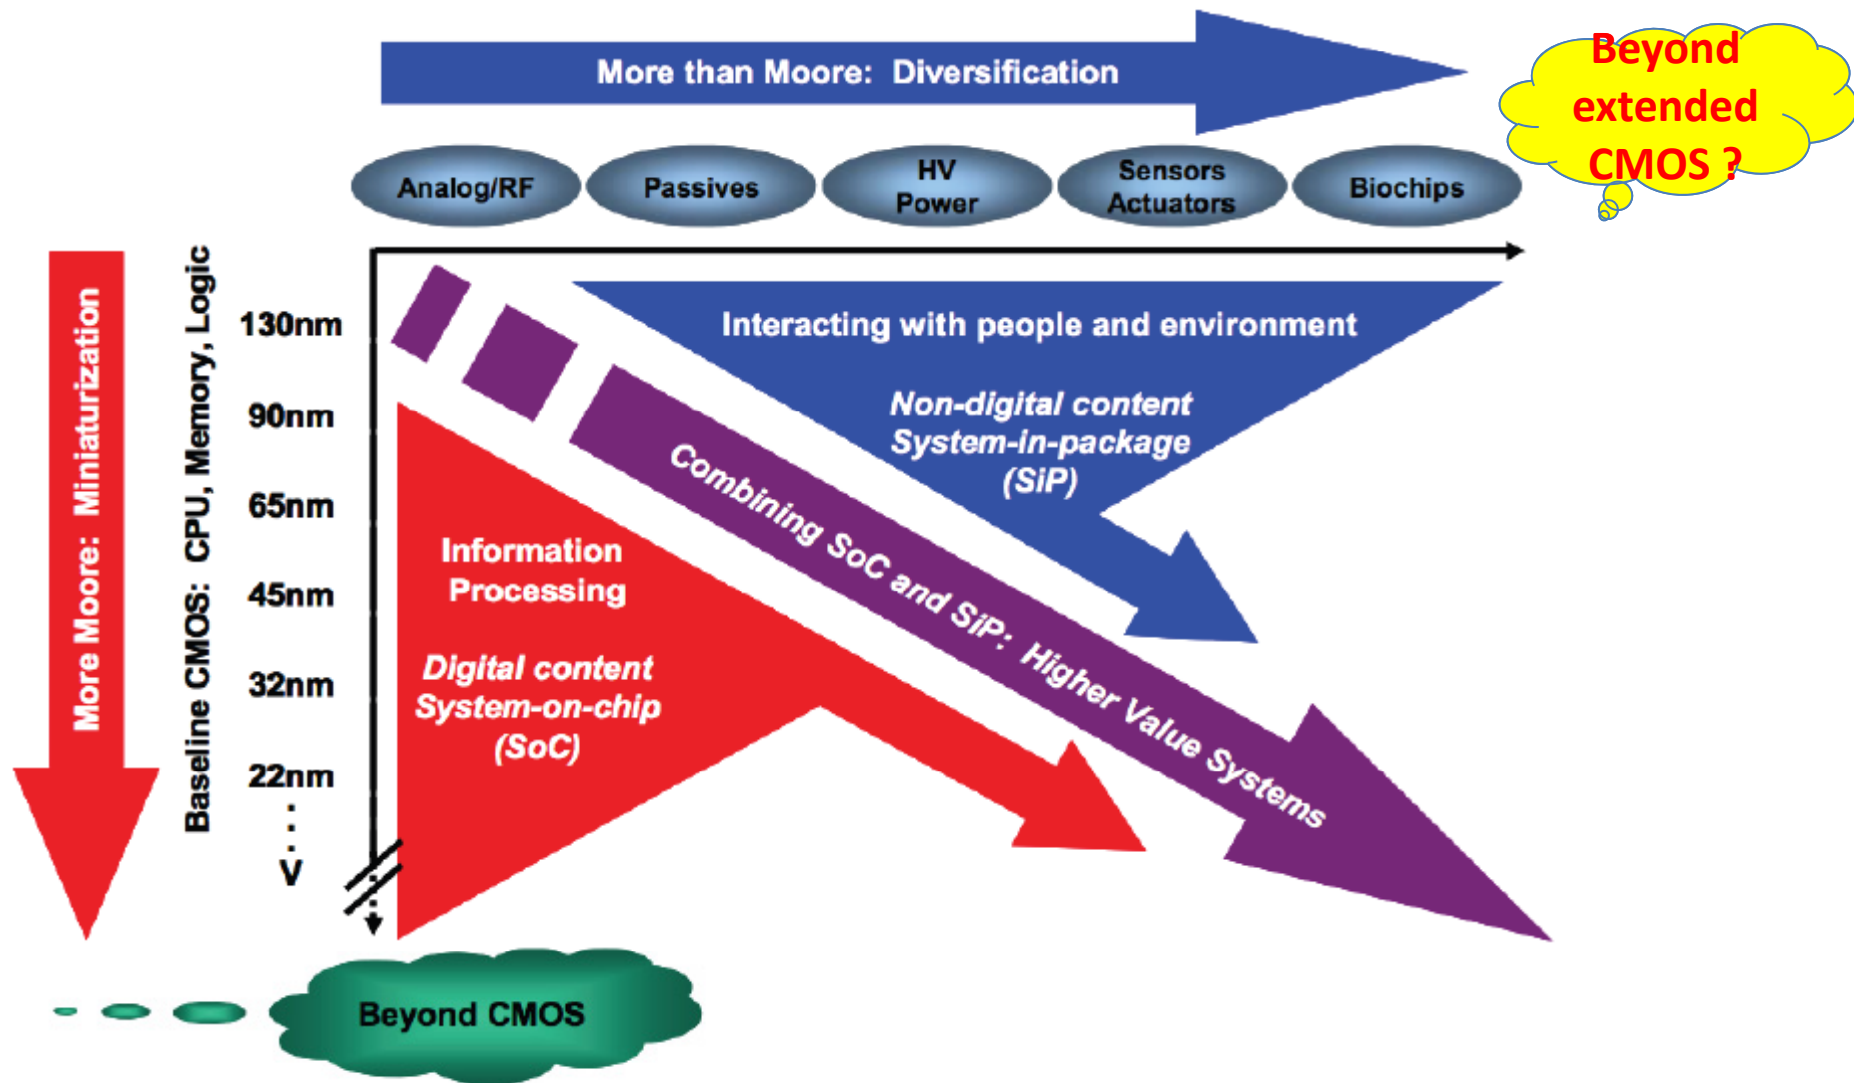 More than Moore: Diversification
Beyond
extended
CMOS ?
Analog/RF
Passives
HV
Power
Sensors
Actuators
Biochips
More Moore: Miniaturization
Baseline CMOS: CPU, Memory, Logic
130nm
90nm
65nm
45nm
32nm
22nm
V
Interacting with people and environment
Non-digital content
System-in-package
(SiP)
Combining SoC and SiP: Higher Value Systems
Information
Processing
Digital content
System-on-chip
(SoC)
Beyond CMOS